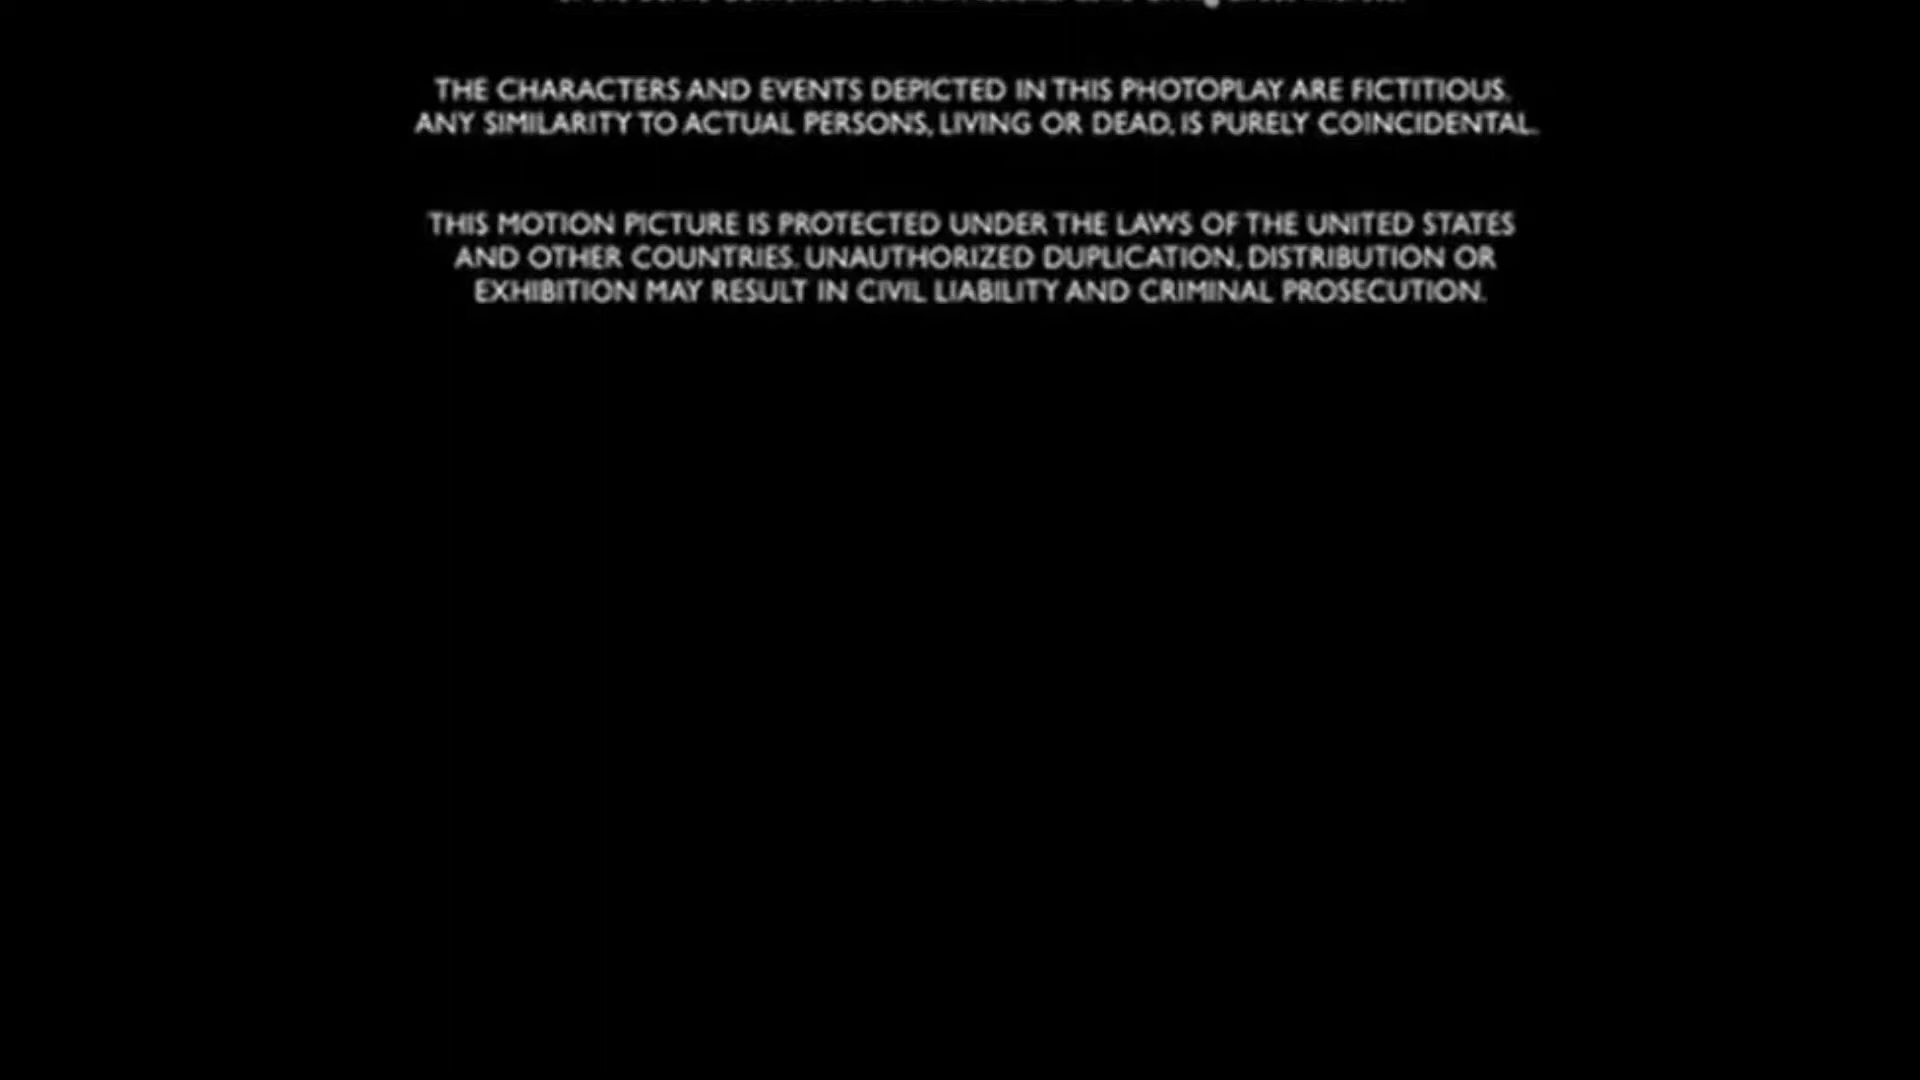 THE CHARACTERS AND EVENTS DEPICTED IN THIS PHOTOPLAY ARE FICTITIOUS.
ANY SIMILARITY TO ACTUAL PERSONS, LIVING OR DEAD, IS PURELY COINCIDENTAL.
THIS MOTION PICTURE IS PROTECTED UNDER THE LAWS OF THE UNITED STATES
AND OTHER COUNTRIES. UNAUTHORIZED DUPLICATION, DISTRIBUTION OR
EXHIBITION MAY RESULT IN CIVIL LIABILITY AND CRIMINAL PROSECUTION.